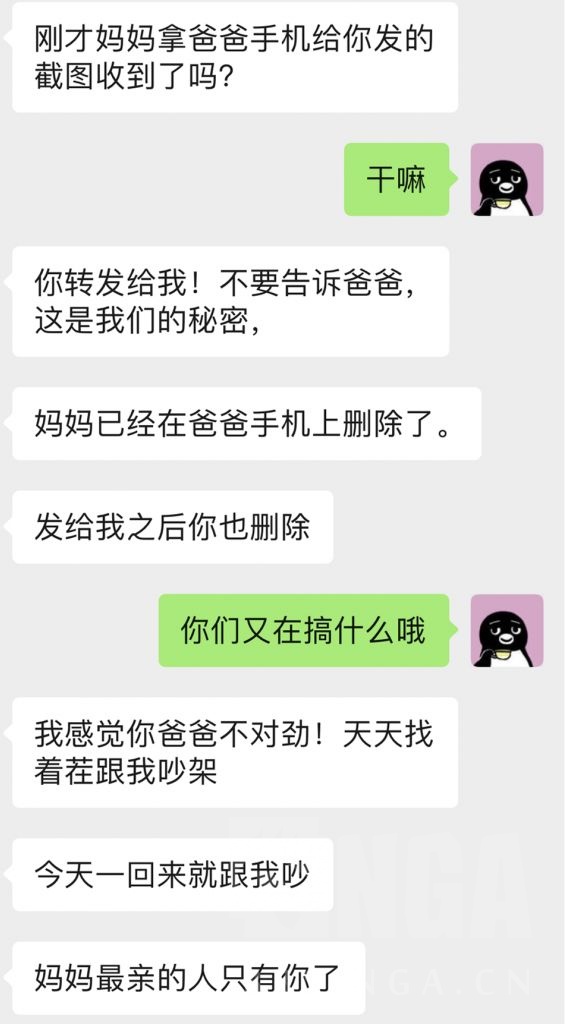 刚才妈妈拿爸爸手机给你发的
截图收到了吗？
干嘛
你转发给我！不要告诉爸爸，
这是我们的秘密，
妈妈已经在爸爸手机上删除了。
发给我之后你也删除
你们又在搞什么哦
我感觉你爸爸不对劲！天天找
着茬跟我吵架
今天一回来就跟我吵
NGA
妈妈最亲的人只有你了
NGA.CN